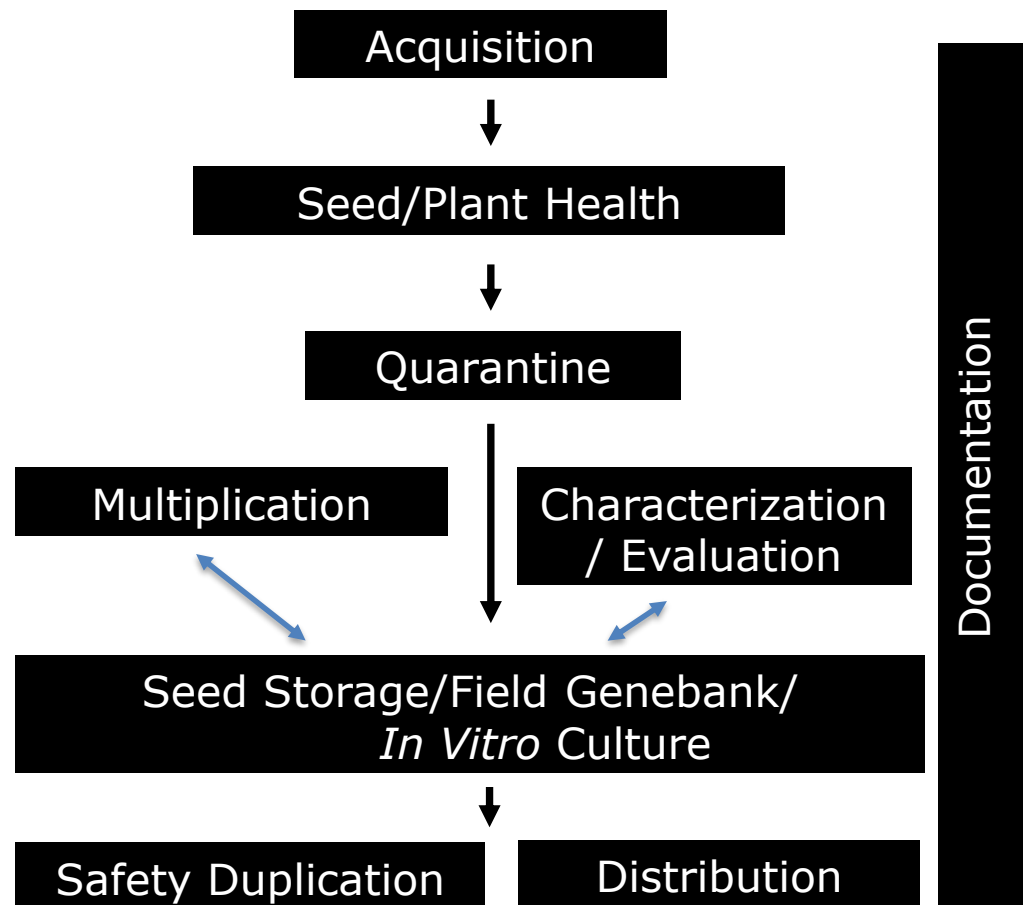 Acquisition
Seed/Plant Health
Quarantine
Multiplication
Characterization
/ Evaluation
Seed Storage/Field Genebank/
In Vitro Culture
Safety Duplication
Distribution
Documentation